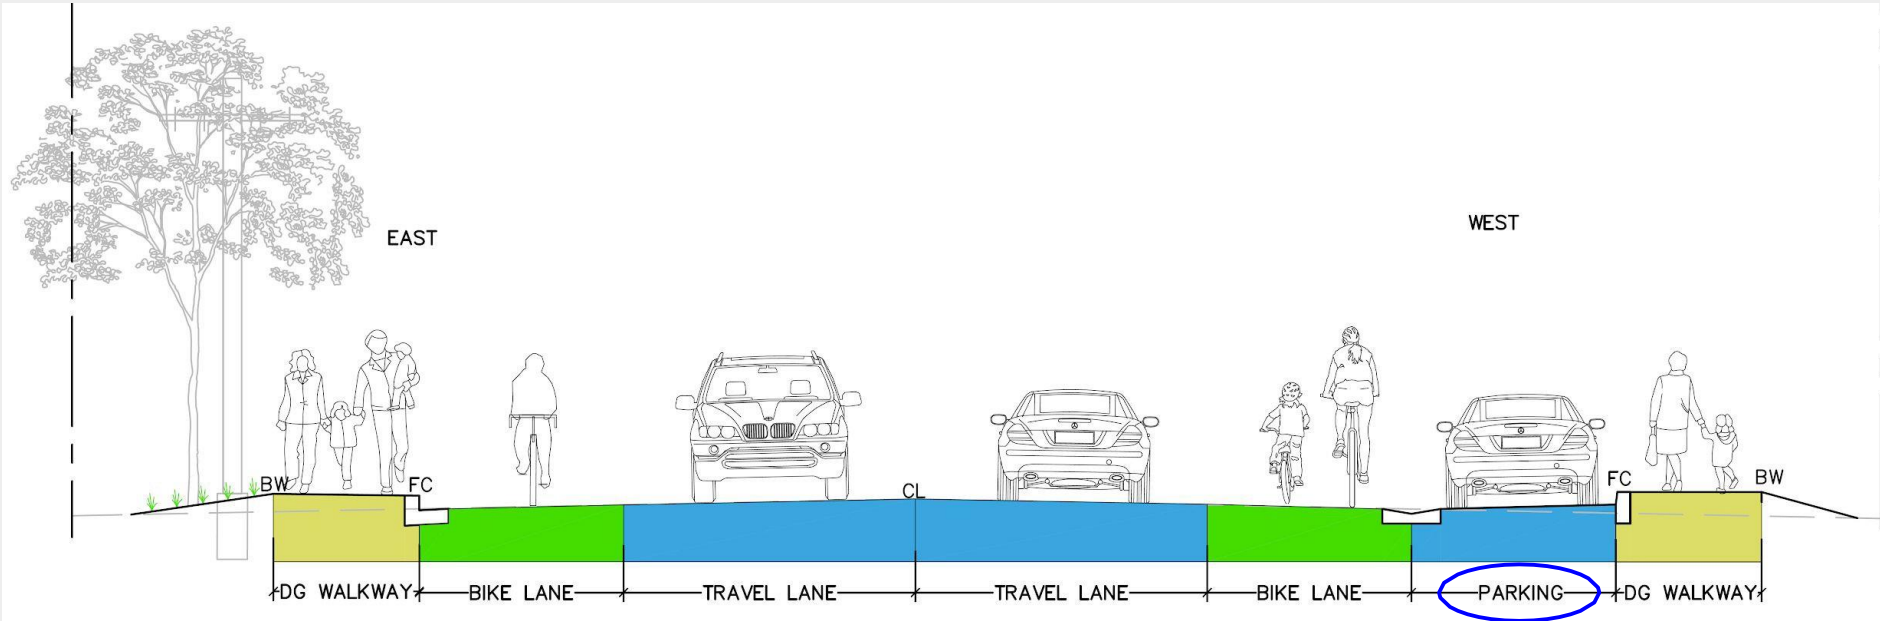 EAST
WEST
BW
FC
CL
FC
BW
DG WALKWAY
BIKE LANE
TRAVEL LANE
TRAVEL LANE
BIKE LANE
PARKING
DG WALKWAY